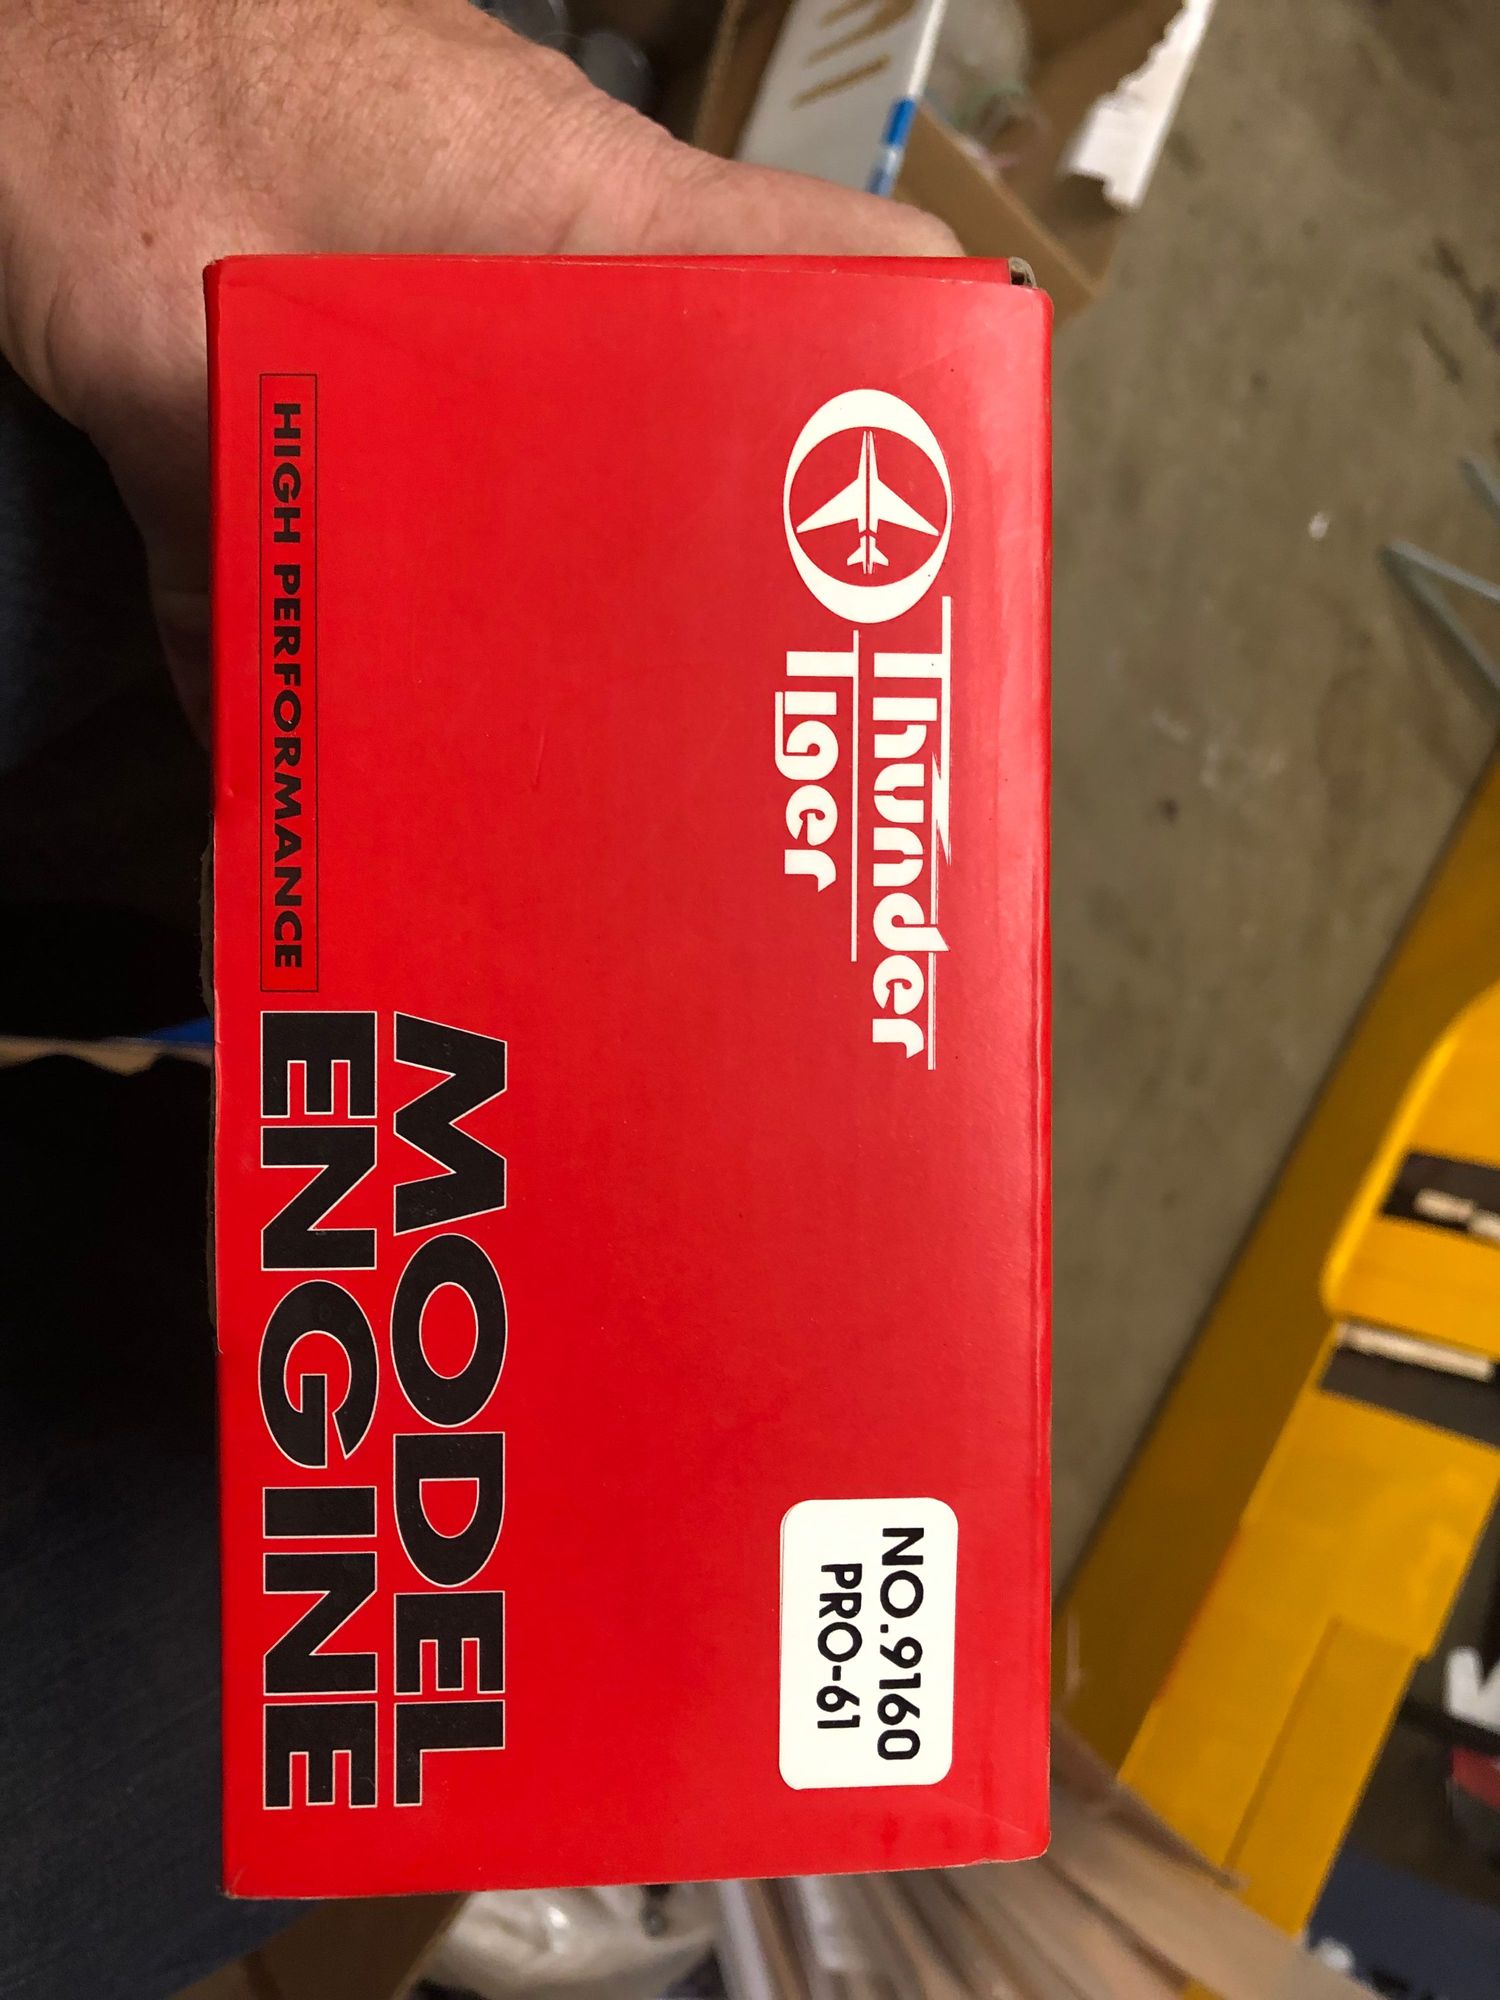 Thunder
Tiger
NO.9160
PRO-61
HIGH PERFORMANCE
MODEL
ENGINE